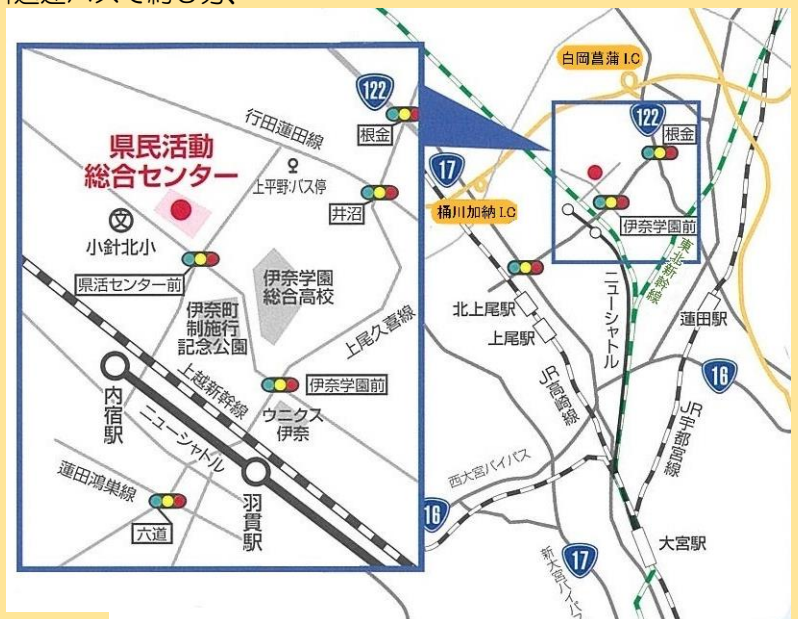 122
行田蓮田線
根金
県民活動
総合センター
上平野:バス停
井沼
小針北小
県活センター前
伊奈学園
総合高校
伊奈町
制施行
記念公園
上尾久喜線
上越新幹線
伊奈学園前
内宿駅
ニューシャトル
ウニクス
伊奈
蓮田鴻巣線
羽貫駅
六道
白岡菖蒲I.C
122
根金
17
桶川加納I.C
伊奈学園前
東北新幹線
ニューシャトル
北上尾駅
上尾駅
蓮田駅
16
JR高崎線
JR宇都宮線
西大宮バイパス
16
大宮駅
新大宮バイパス
17